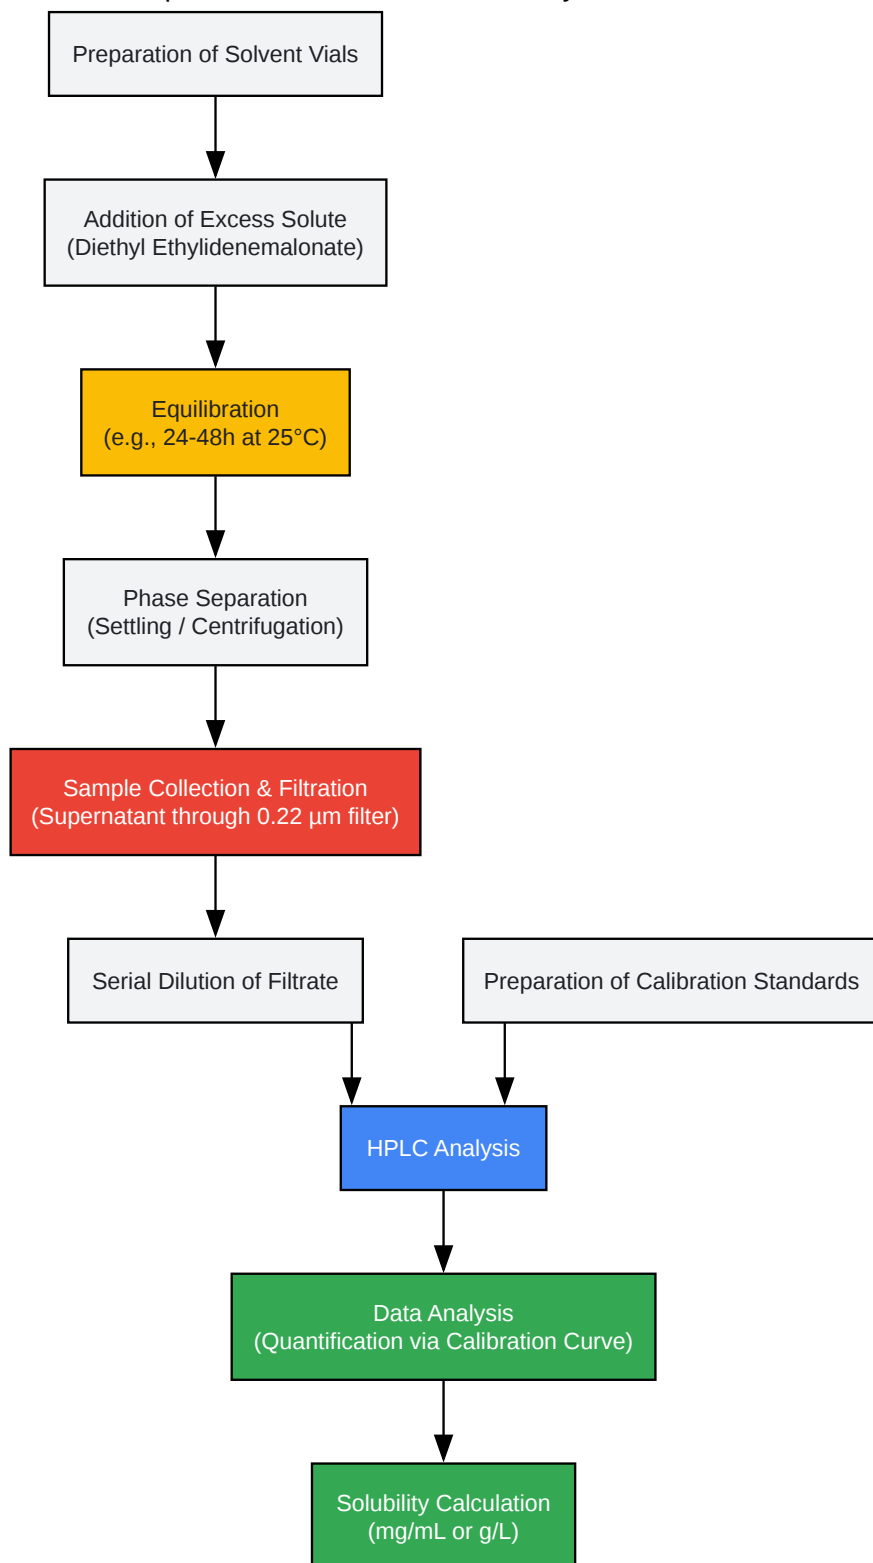 Preparation of Solvent Vials
Addition of Excess Solute
(Diethyl Ethylidenemalonate)
Equilibration
(e.g., 24-48h at 25°C)
Phase Separation
(Settling / Centrifugation)
Sample Collection & Filtration
(Supernatant through 0.22 µm filter)
Serial Dilution of Filtrate
Preparation of Calibration Standards
HPLC Analysis
Data Analysis
(Quantification via Calibration Curve)
Solubility Calculation
(mg/mL or g/L)